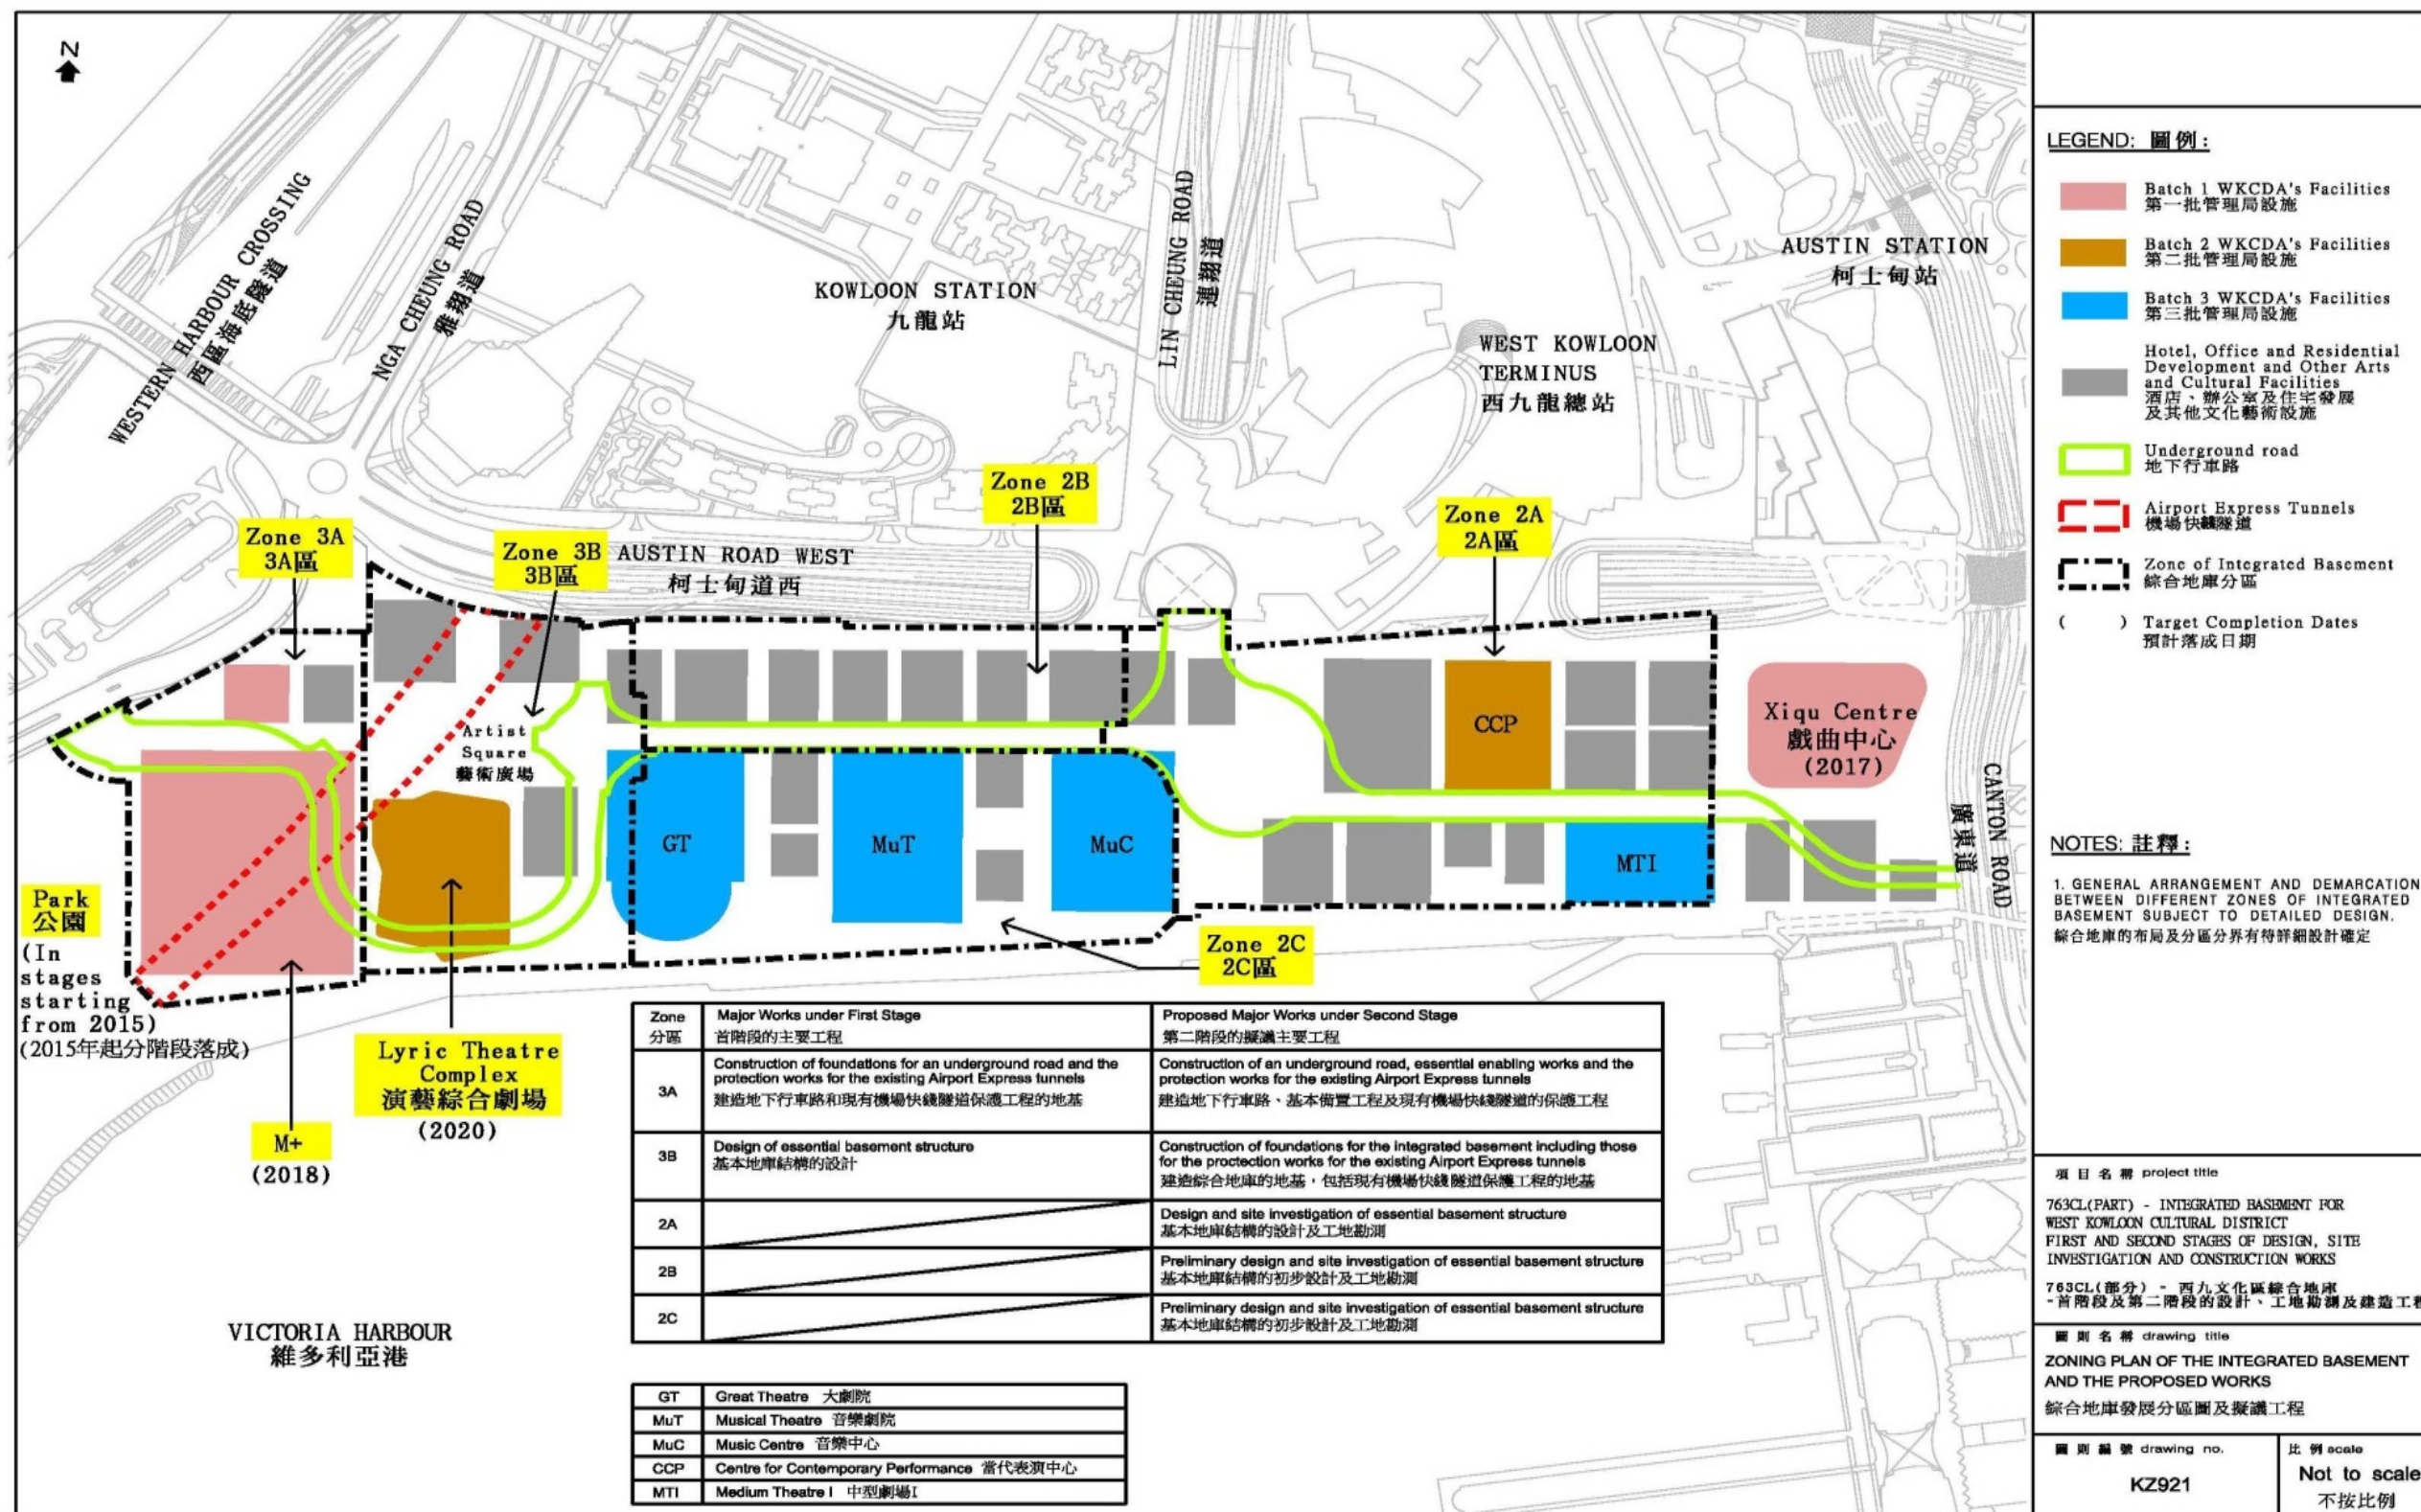 N
WESTERN HARBOUR CROSSING
西區海底隧道
NGA CHEUNG ROAD
雅翔道
KOWLOON STATION
九龍站
LIN CHEUNG ROAD
連翔道
WEST KOWLOON
TERMINUS
西九龍總站
AUSTIN STATION
柯士甸站
Zone 3A
3A區
Zone 3B
3B區
AUSTIN ROAD WEST
柯士甸道西
Zone 2B
2B區
Zone 2A
2A區
Artist
Square
藝術廣場
CCP
Xiqu Centre
戲曲中心
(2017)
CANTON ROAD
廣東道
GT
MuT
MuC
MTI
Park
公園
(In
stages
starting
from 2015)
(2015年起分階段落成)
Zone 2C
2C區
Lyric Theatre
Complex
演藝綜合劇場
(2020)
M+
(2018)
VICTORIA HARBOUR
維多利亞港
Zone Major Works under First Stage Proposed Major Works under Second Stage
分區 首階段的主要工程 第二階段的擬議主要工程
3A
Construction of foundations for an underground road and the
protection works for the existing Airport Express tunnels
建造地下行車路和現有機場快綫隧道保護工程的地基
Construction of an underground road, essential enabling works and the
protection works for the existing Airport Express tunnels
建造地下行車路、基本備置工程及現有機場快綫隧道的保護工程
3B
Design of essential basement structure
基本地庫結構的設計
Construction of foundations for the integrated basement including those
for the proctection works for the existing Airport Express tunnels
建造綜合地庫的地基，包括現有機場快綫隧道保護工程的地基
2A
Design and site investigation of essential basement structure
基本地庫結構的設計及工地勘測
2B
Preliminary design and site investigation of essential basement structure
基本地庫結構的初步設計及工地勘測
2C
Preliminary design and site investigation of essential basement structure
基本地庫結構的初步設計及工地勘測
GT Great Theatre 大劇院
MuT Musical Theatre 音樂劇院
MuC Music Centre 音樂中心
CCP Centre for Contemporary Performance 當代表演中心
MTI Medium Theatre I 中型劇場I
LEGEND: 圖例：
Batch 1 WKCDA's Facilities
第一批管理局設施
Batch 2 WKCDA's Facilities
第二批管理局設施
Batch 3 WKCDA's Facilities
第三批管理局設施
Hotel, Office and Residential
Development and Other Arts
and Cultural Facilities
酒店、辦公室及住宅發展
及其他文化藝術設施
Underground road
地下行車路
Airport Express Tunnels
機場快綫隧道
Zone of Integrated Basement
綜合地庫分區
( ) Target Completion Dates
預計落成日期
NOTES: 註釋：
1. GENERAL ARRANGEMENT AND DEMARCATION
BETWEEN DIFFERENT ZONES OF INTEGRATED
BASEMENT SUBJECT TO DETAILED DESIGN.
綜合地庫的布局及分區分界有待詳細設計確定
項目名稱 project title
763CL(PART) - INTEGRATED BASEMENT FOR
WEST KOWLOON CULTURAL DISTRICT
FIRST AND SECOND STAGES OF DESIGN, SITE
INVESTIGATION AND CONSTRUCTION WORKS
763CL(部分) - 西九文化區綜合地庫
-首階段及第二階段的設計、工地勘測及建造工程
圖則名稱 drawing title
ZONING PLAN OF THE INTEGRATED BASEMENT
AND THE PROPOSED WORKS
綜合地庫發展分區圖及擬議工程
圖則編號 drawing no.
KZ921
比例 scale
Not to scale
不按比例